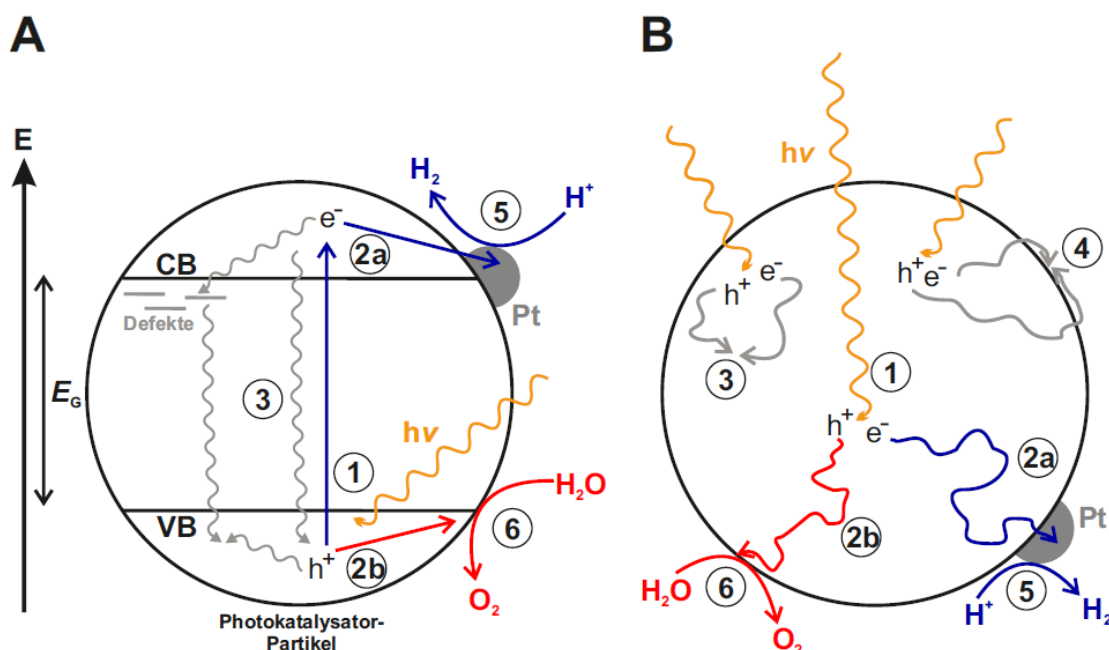 A
E
H₂
5
H⁺
e⁻
2a
CB
Pt
Defekte
3
E_G
hν
1
H₂O
VB
6
h⁺
2b
O₂
Photokatalysator-
Partikel
B
hν
4
h⁺ e⁻
e⁻
h⁺
3
1
h⁺
e⁻
2a
Pt
2b
H₂O
6
5
H⁺
H₂
O₂